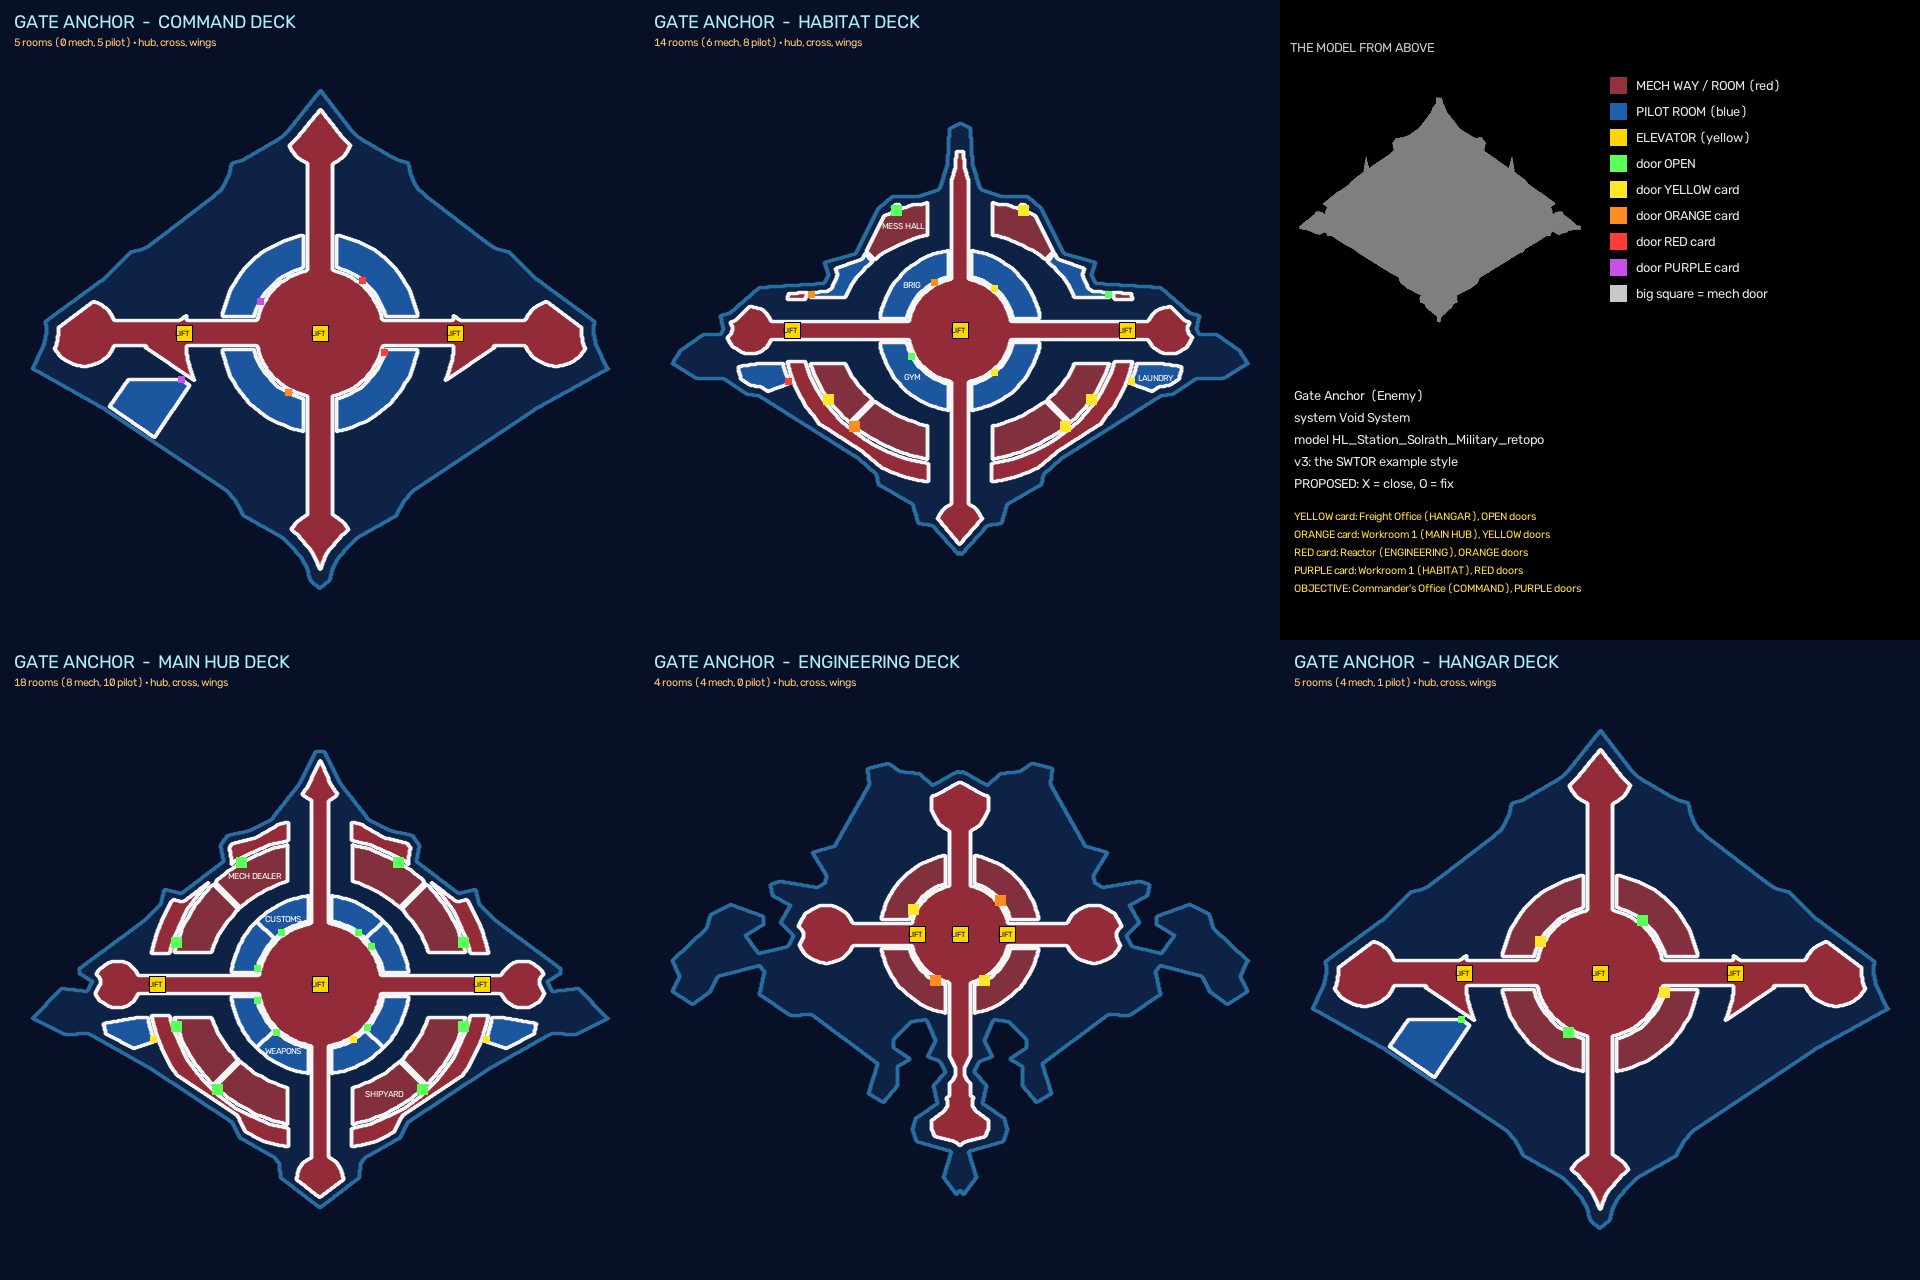 GATE ANCHOR - COMMAND DECK
5 rooms (0 mech, 5 pilot) • hub, cross, wings
LIFT
LIFT
LIFT
GATE ANCHOR - HABITAT DECK
14 rooms (6 mech, 8 pilot) • hub, cross, wings
MESS HALL
BRIG
LIFT
LIFT
LIFT
GYM
LAUNDRY
THE MODEL FROM ABOVE
MECH WAY / ROOM (red)
PILOT ROOM (blue)
ELEVATOR (yellow)
door OPEN
door YELLOW card
door ORANGE card
door RED card
door PURPLE card
big square = mech door
Gate Anchor (Enemy)
system Void System
model HL_Station_Solrath_Military_retopo
v3: the SWTOR example style
PROPOSED: X = close, O = fix
YELLOW card: Freight Office (HANGAR), OPEN doors
ORANGE card: Workroom 1 (MAIN HUB), YELLOW doors
RED card: Reactor (ENGINEERING), ORANGE doors
PURPLE card: Workroom 1 (HABITAT), RED doors
OBJECTIVE: Commander's Office (COMMAND), PURPLE doors
GATE ANCHOR - MAIN HUB DECK
18 rooms (8 mech, 10 pilot) • hub, cross, wings
MECH DEALER
CUSTOMS
LIFT
LIFT
LIFT
WEAPONS
SHIPYARD
GATE ANCHOR - ENGINEERING DECK
4 rooms (4 mech, 0 pilot) • hub, cross, wings
LIFT
LIFT
LIFT
GATE ANCHOR - HANGAR DECK
5 rooms (4 mech, 1 pilot) • hub, cross, wings
LIFT
LIFT
LIFT